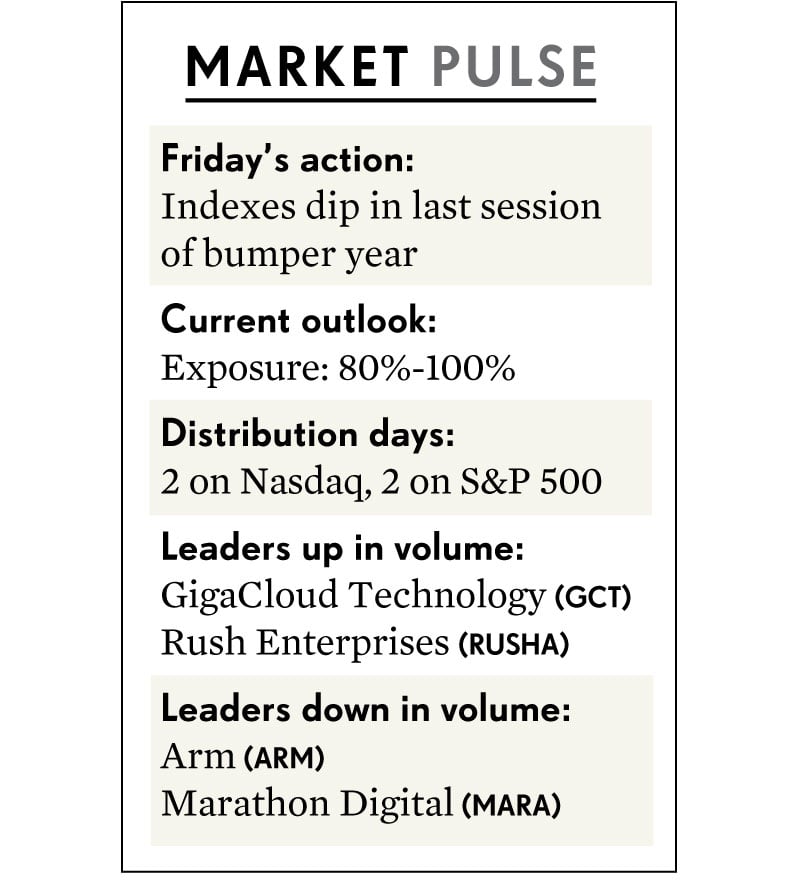 MARKET PULSE
Friday’s action:
Indexes dip in last session
of bumper year
Current outlook:
Exposure: 80%-100%
Distribution days:
2 on Nasdaq, 2 on S&P 500
Leaders up in volume:
GigaCloud Technology (GCT)
Rush Enterprises (RUSHA)
Leaders down in volume:
Arm (ARM)
Marathon Digital (MARA)